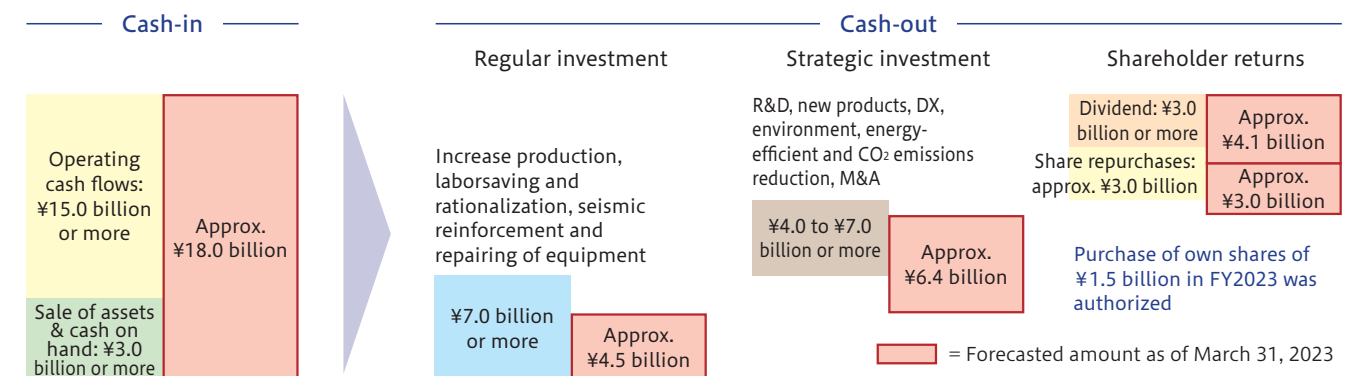 Cash-in
Cash-out
Regular investment
Strategic investment
Shareholder returns
Operating
cash flows:
¥15.0 billion
or more
Sale of assets
& cash on
hand: ¥3.0
billion or more
Approx.
¥18.0 billion
Increase production,
laborsaving and
rationalization, seismic
reinforcement and
repairing of equipment
¥7.0 billion
or more
Approx.
¥4.5 billion
R&D, new products, DX,
environment, energy-
efficient and CO2 emissions
reduction, M&A
¥4.0 to ¥7.0
billion or more
Approx.
¥6.4 billion
Dividend: ¥3.0
billion or more
Approx.
¥4.1 billion
Share repurchases:
approx. ¥3.0 billion
Approx.
¥3.0 billion
Purchase of own shares of
¥1.5 billion in FY2023 was
authorized
= Forecasted amount as of March 31, 2023